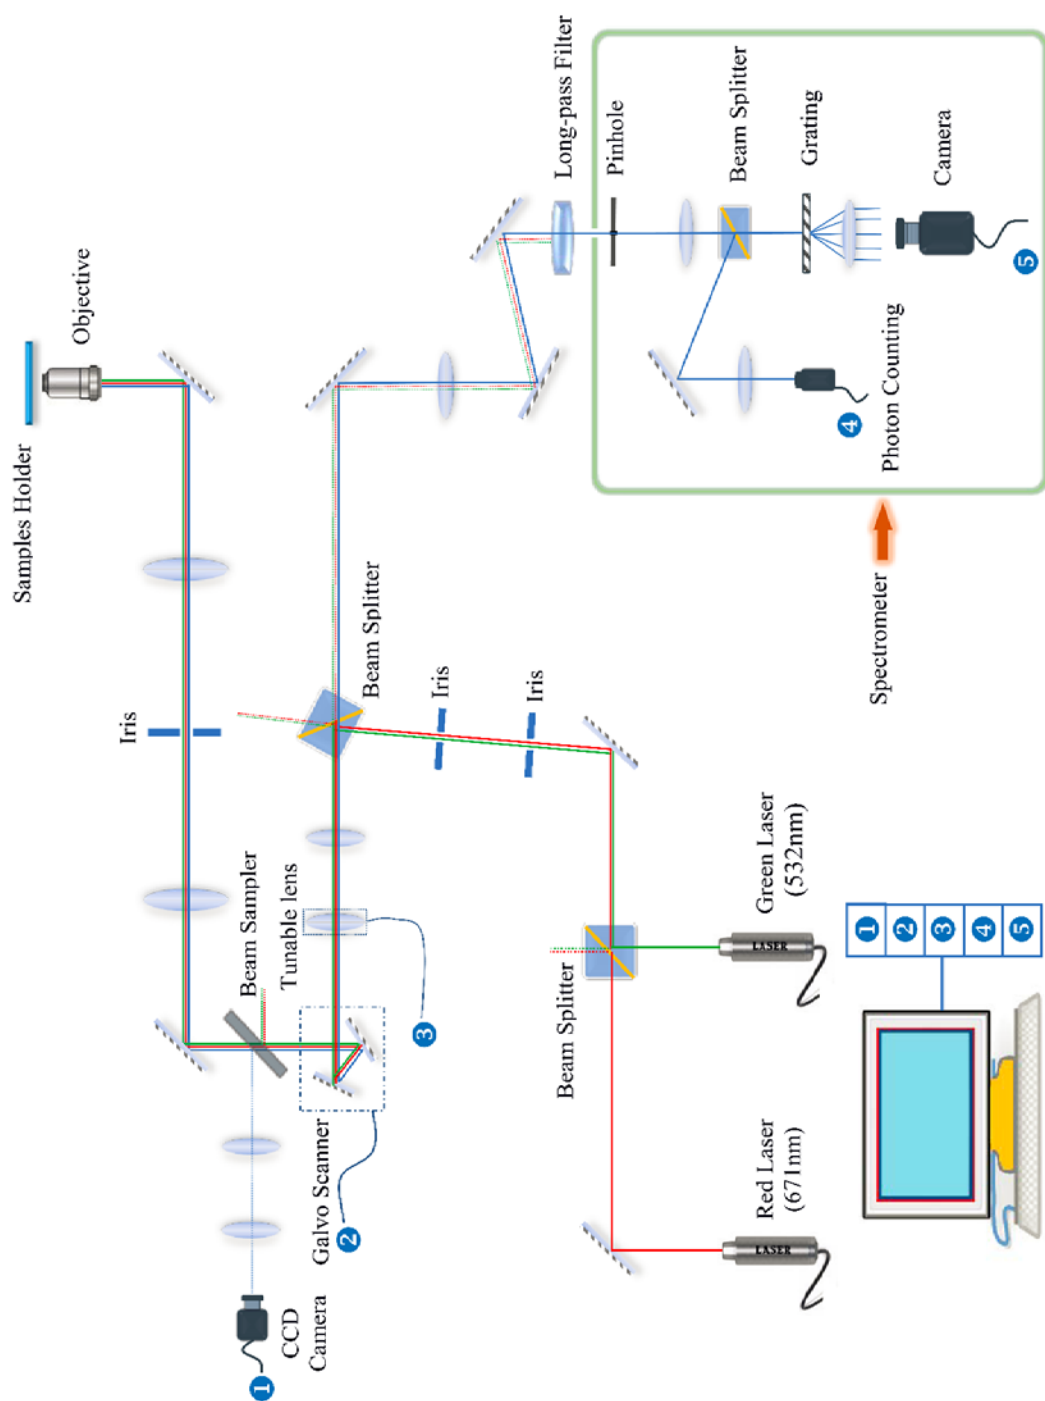 Samples Holder
Objective
Iris
Beam Sampler
Tunable lens
Galvo Scanner
CCD
Camera
1
2
3
Beam Splitter
Iris
Iris
Long-pass Filter
Pinhole
Beam Splitter
Grating
Camera
5
4
Photon Counting
Spectrometer
Beam Splitter
Green Laser
(532nm)
LASER
Red Laser
(671nm)
LASER
1
2
3
4
5